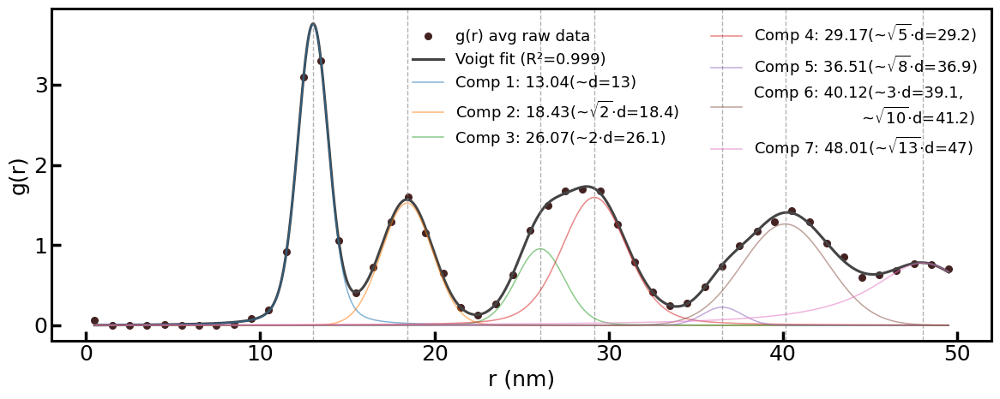 g(r) avg raw data
Voigt fit (R²=0.999)
Comp 1: 13.04(~d=13)
Comp 2: 18.43(~√2·d=18.4)
Comp 3: 26.07(~2·d=26.1)
Comp 4: 29.17(~√5·d=29.2)
Comp 5: 36.51(~√8·d=36.9)
Comp 6: 40.12(~3·d=39.1,
~√10·d=41.2)
Comp 7: 48.01(~√13·d=47)
g(r)
3
2
1
0
0 10 20 30 40 50
r (nm)